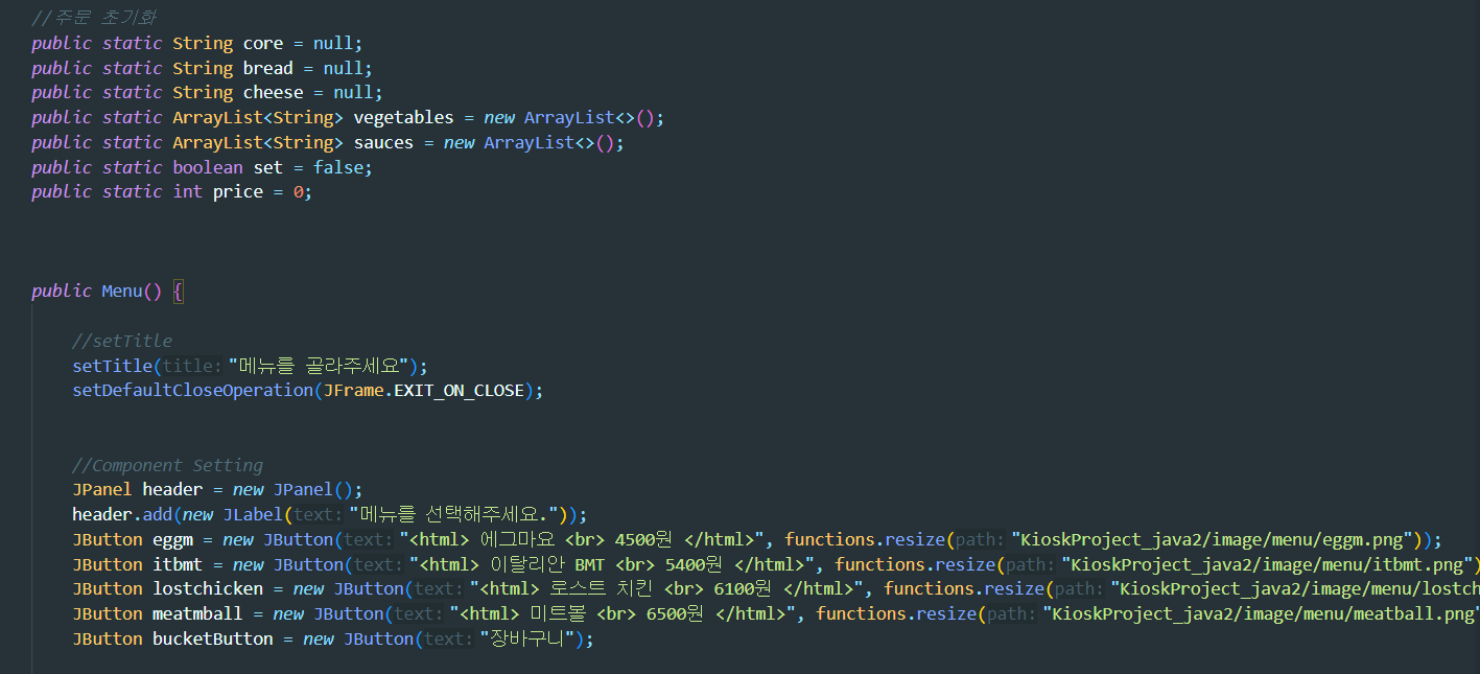 //주문 초기화
public static String core = null;
public static String bread = null;
public static String cheese = null;
public static ArrayList<String> vegetables = new ArrayList<>();
public static ArrayList<String> sauces = new ArrayList<>();
public static boolean set = false;
public static int price = 0;
public Menu() {
//setTitle
setTitle(title: "메뉴를 골라주세요");
setDefaultCloseOperation(JFrame.EXIT_ON_CLOSE);
//Component Setting
JPanel header = new JPanel();
header.add(new JLabel(text: "메뉴를 선택해주세요."));
JButton eggm = new JButton(text: "<html> 에그마요 <br> 4500원 </html>", functions.resize(path: "KioskProject_java2/image/menu/eggm.png"));
JButton itbmt = new JButton(text: "<html> 이탈리안 BMT <br> 5400원 </html>", functions.resize(path: "KioskProject_java2/image/menu/itbmt.png")
JButton lostchicken = new JButton(text: "<html> 로스트 치킨 <br> 6100원 </html>", functions.resize(path: "KioskProject_java2/image/menu/lostch
JButton meatmball = new JButton(text: "<html> 미트볼 <br> 6500원 </html>", functions.resize(path: "KioskProject_java2/image/menu/meatball.png"
JButton bucketButton = new JButton(text: "장바구니");